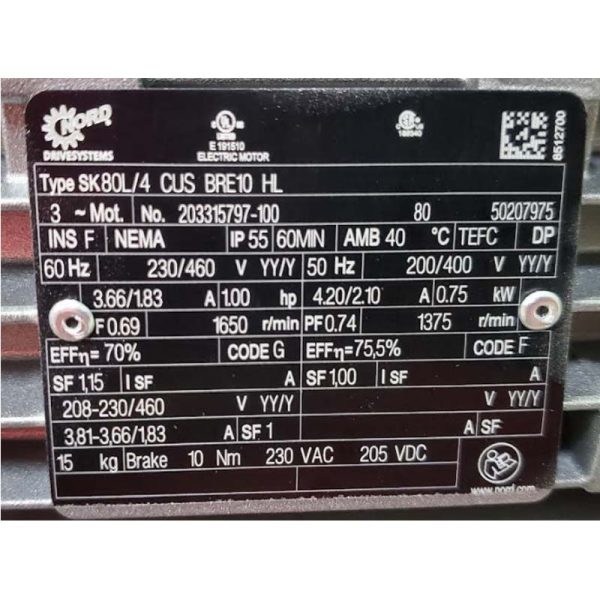 NORD
DRIVESYSTEMS
UL
E 191510
ELECTRIC MOTOR
189340
8512700
Type SK80L/4 CUS BRE10 HL
3 ~ Mot. No. 203315797-100 80 50207975
INS F NEMA IP 55 60MIN AMB 40 °C TEFC DP
60 Hz 230/460 V YY/Y 50 Hz 200/400 V YY/Y
3.66/1.83 A 1.00 hp 4.20/2.10 A 0.75 kW
F 0.69 1650 r/min PF 0.74 1375 r/min
EFFη= 70% CODE G EFFη=75,5% CODE F
SF 1,15 I SF A SF 1,00 I SF A
208-230/460 V YY/Y V YY/Y
3,81-3,66/1,83 A SF 1 A SF
15 kg Brake 10 Nm 230 VAC 205 VDC
www.nord.com